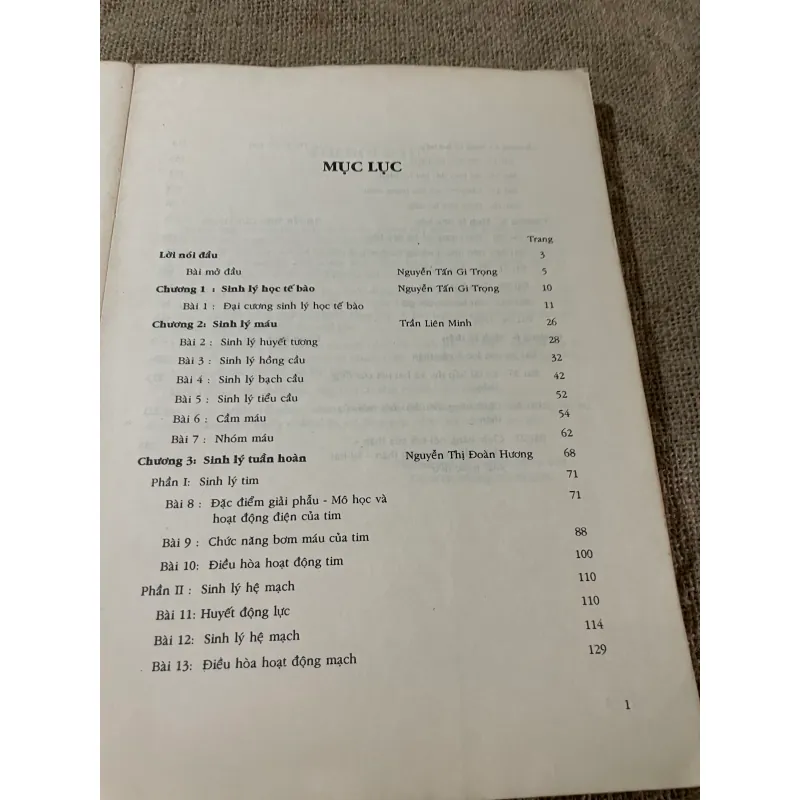 MỤC LỤC
Trang
Lời nói đầu 3
Bài mở đầu Nguyễn Tấn Gi Trọng 5
Chương 1 : Sinh lý học tế bào Nguyễn Tấn Gi Trọng 10
Bài 1 : Đại cương sinh lý học tế bào 11
Chương 2: Sinh lý máu Trần Liên Minh 26
Bài 2 : Sinh lý huyết tương 28
Bài 3 : Sinh lý hồng cầu 32
Bài 4 : Sinh lý bạch cầu 42
Bài 5 : Sinh lý tiểu cầu 52
Bài 6 : Cầm máu 54
Bài 7 : Nhóm máu 62
Chương 3: Sinh lý tuần hoàn Nguyễn Thị Đoàn Hương 68
Phần I: Sinh lý tim 71
Bài 8 : Đặc điểm giải phẫu - Mô học và 71
hoạt động điện của tim
Bài 9 : Chức năng bơm máu của tim 88
Bài 10: Điều hòa hoạt động tim 100
Phần II : Sinh lý hệ mạch 110
Bài 11: Huyết động lực 110
Bài 12: Sinh lý hệ mạch 114
Bài 13: Điều hòa hoạt động mạch 129
1